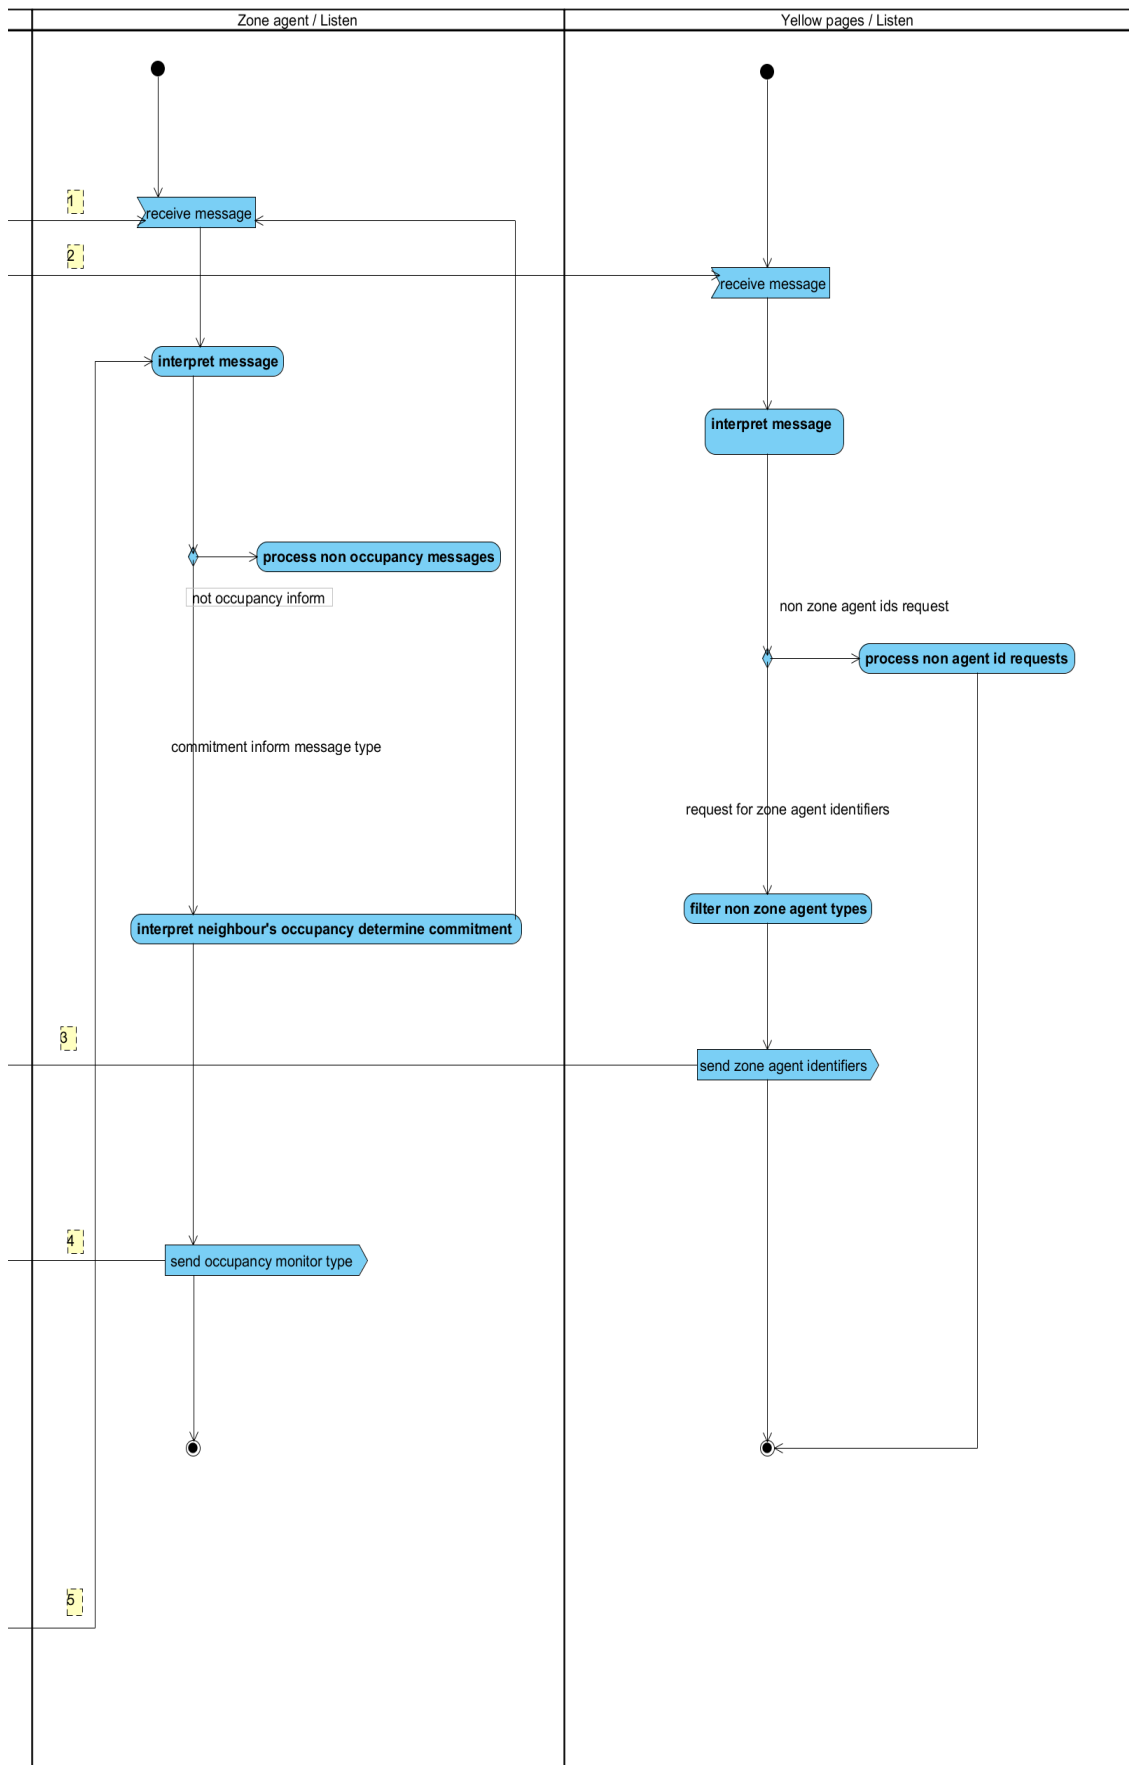 Zone agent / Listen
Yellow pages / Listen
1
receive message
2
receive message
interpret message
interpret message
process non occupancy messages
not occupancy inform
non zone agent ids request
process non agent id requests
commitment inform message type
request for zone agent identifiers
filter non zone agent types
interpret neighbour's occupancy determine commitment
3
send zone agent identifiers
4
send occupancy monitor type
5